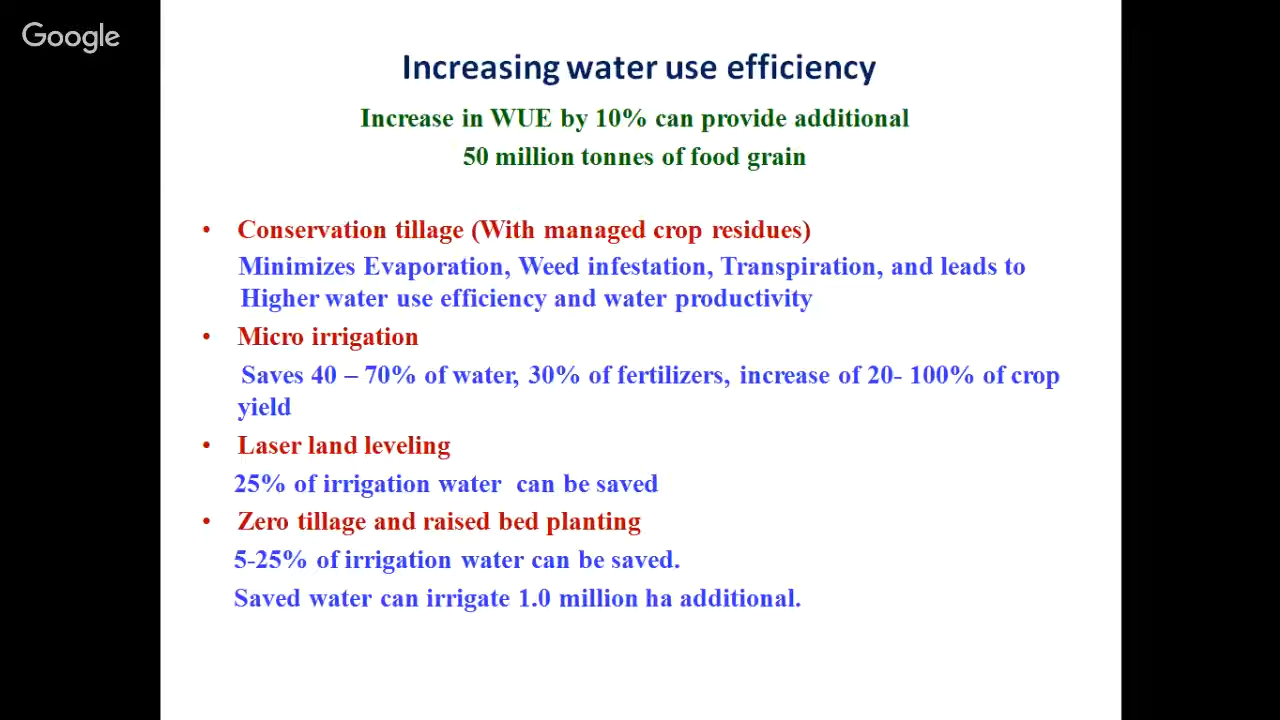 Google
Increasing water use efficiency
Increase in WUE by 10% can provide additional
50 million tonnes of food grain
• Conservation tillage (With managed crop residues)
Minimizes Evaporation, Weed infestation, Transpiration, and leads to
Higher water use efficiency and water productivity
• Micro irrigation
Saves 40 – 70% of water, 30% of fertilizers, increase of 20- 100% of crop
yield
• Laser land leveling
25% of irrigation water can be saved
• Zero tillage and raised bed planting
5-25% of irrigation water can be saved.
Saved water can irrigate 1.0 million ha additional.